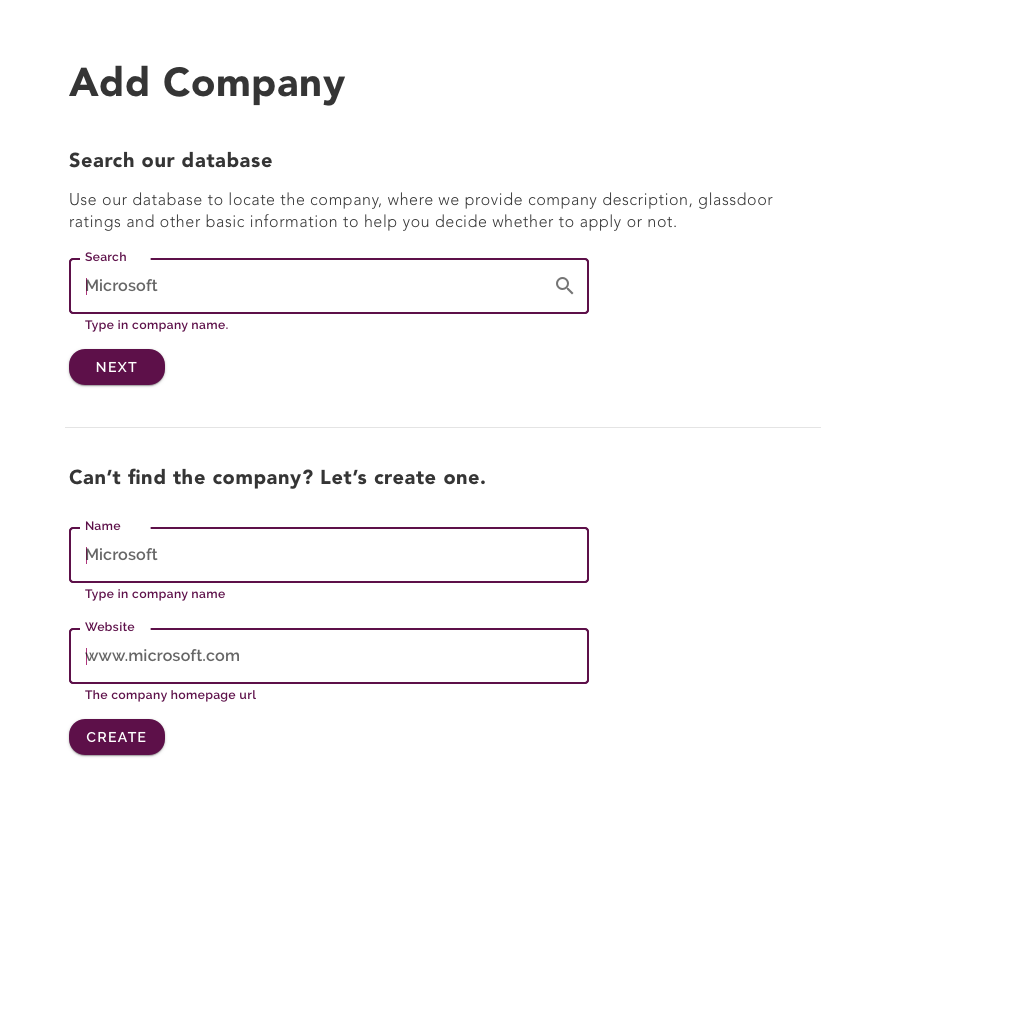 Add Company
Search our database
Use our database to locate the company, where we provide company description, glassdoor
ratings and other basic information to help you decide whether to apply or not.
Search
Microsoft
Type in company name.
NEXT
Can’t find the company? Let’s create one.
Name
Microsoft
Type in company name
Website
www.microsoft.com
The company homepage url
CREATE